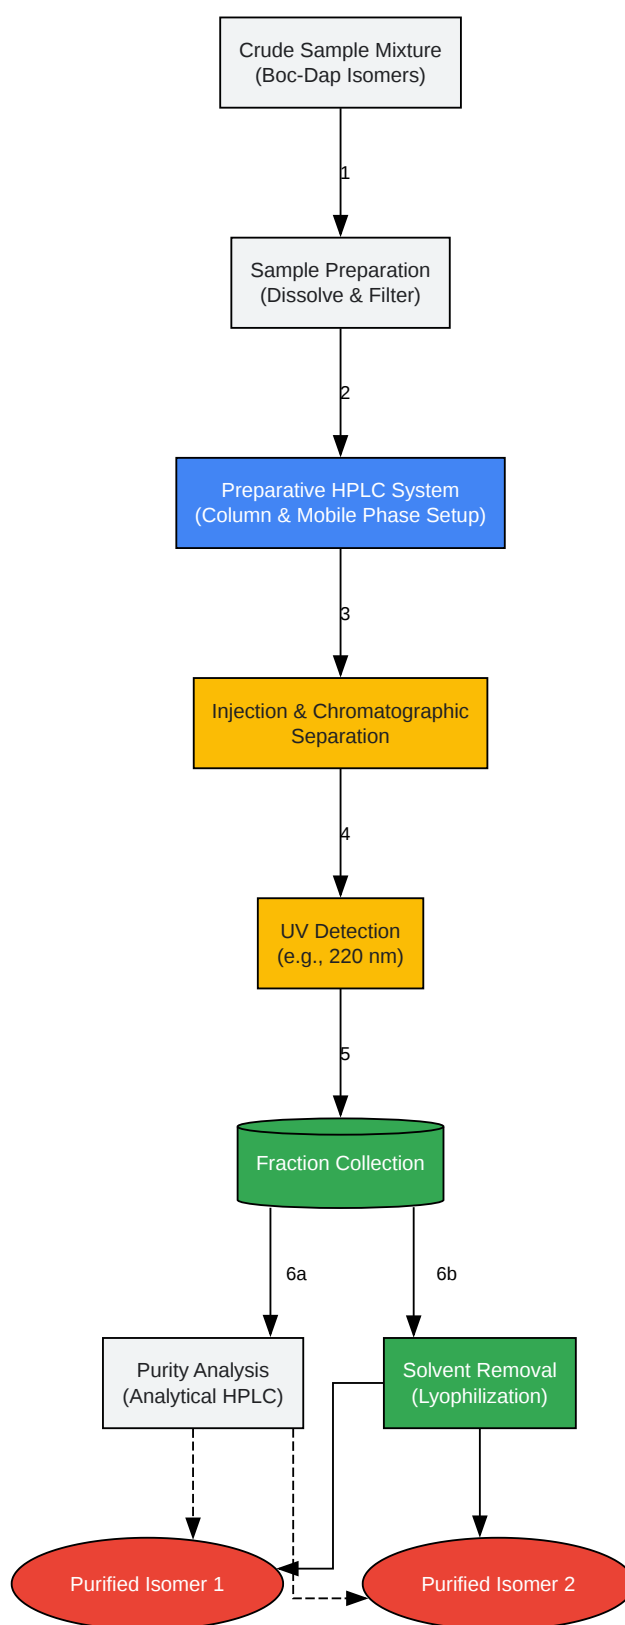 Crude Sample Mixture
(Boc-Dap Isomers)
1
Sample Preparation
(Dissolve & Filter)
2
Preparative HPLC System
(Column & Mobile Phase Setup)
3
Injection & Chromatographic
Separation
4
UV Detection
(e.g., 220 nm)
5
Fraction Collection
6a
6b
Purity Analysis
(Analytical HPLC)
Solvent Removal
(Lyophilization)
Purified Isomer 1
Purified Isomer 2